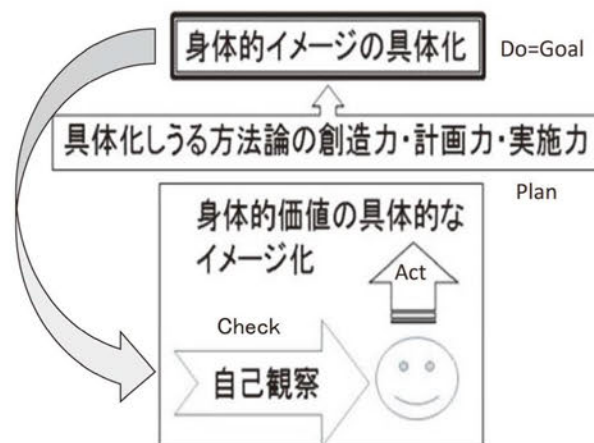 身体的イメージの具体化
Do=Goal
具体化しうる方法論の創造力・計画力・実施力
Plan
身体的価値の具体的な
イメージ化
Act
Check
自己観察